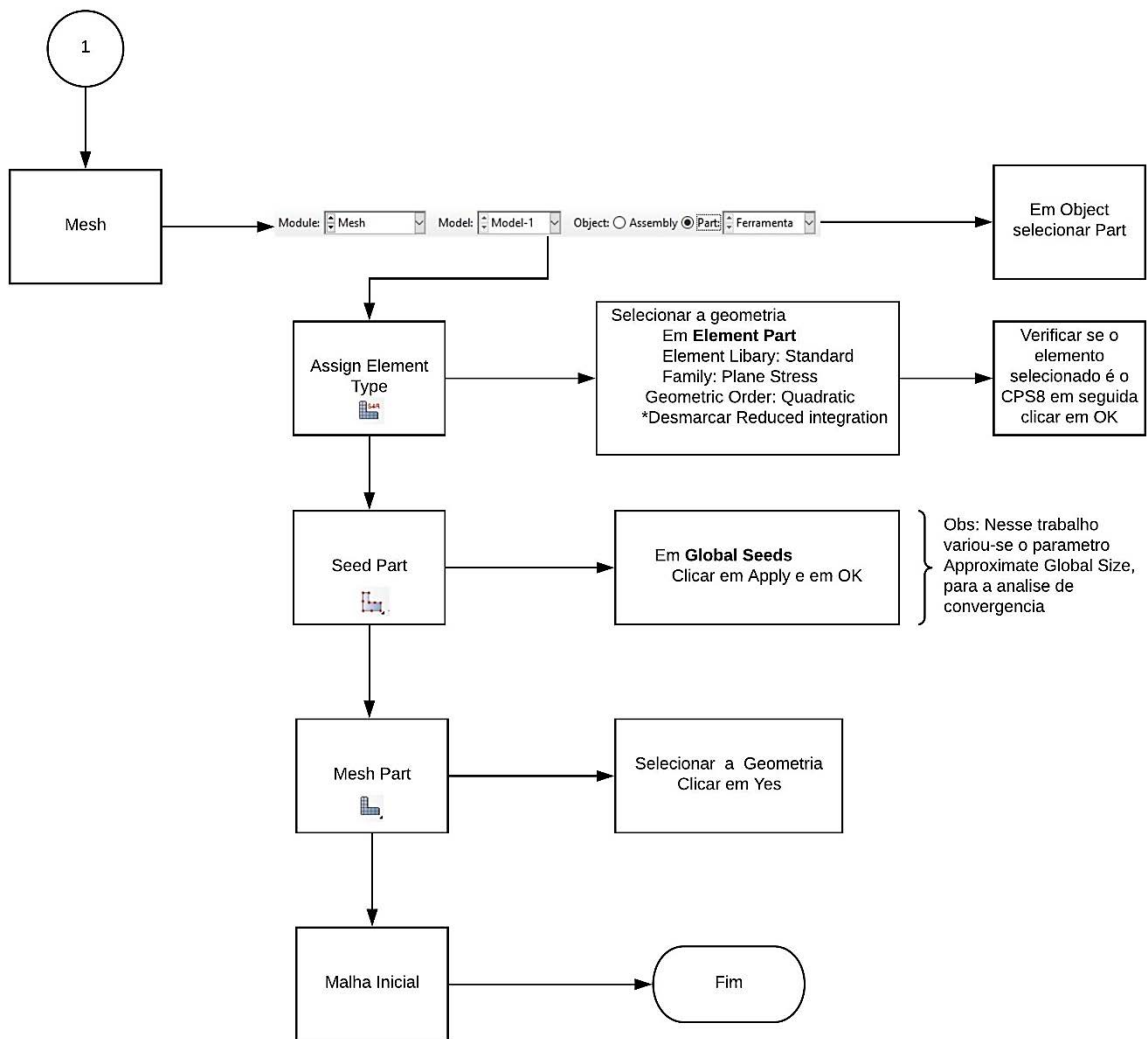 1
Mesh
Module: Mesh Model: Model-1 Object: Assembly Part: Ferramenta
Em Object
selecionar Part
Assign Element
Type
Selecionar a geometria
Em Element Part
Element Libary: Standard
Family: Plane Stress
Geometric Order: Quadratic
*Desmarcar Reduced integration
Verificar se o
elemento
selecionado é o
CPS8 em seguida
clicar em OK
Seed Part
Em Global Seeds
Clicar em Apply e em OK
Obs: Nesse trabalho
variou-se o parametro
Approximate Global Size,
para a analise de
convergencia
Mesh Part
Selecionar a Geometria
Clicar em Yes
Malha Inicial
Fim